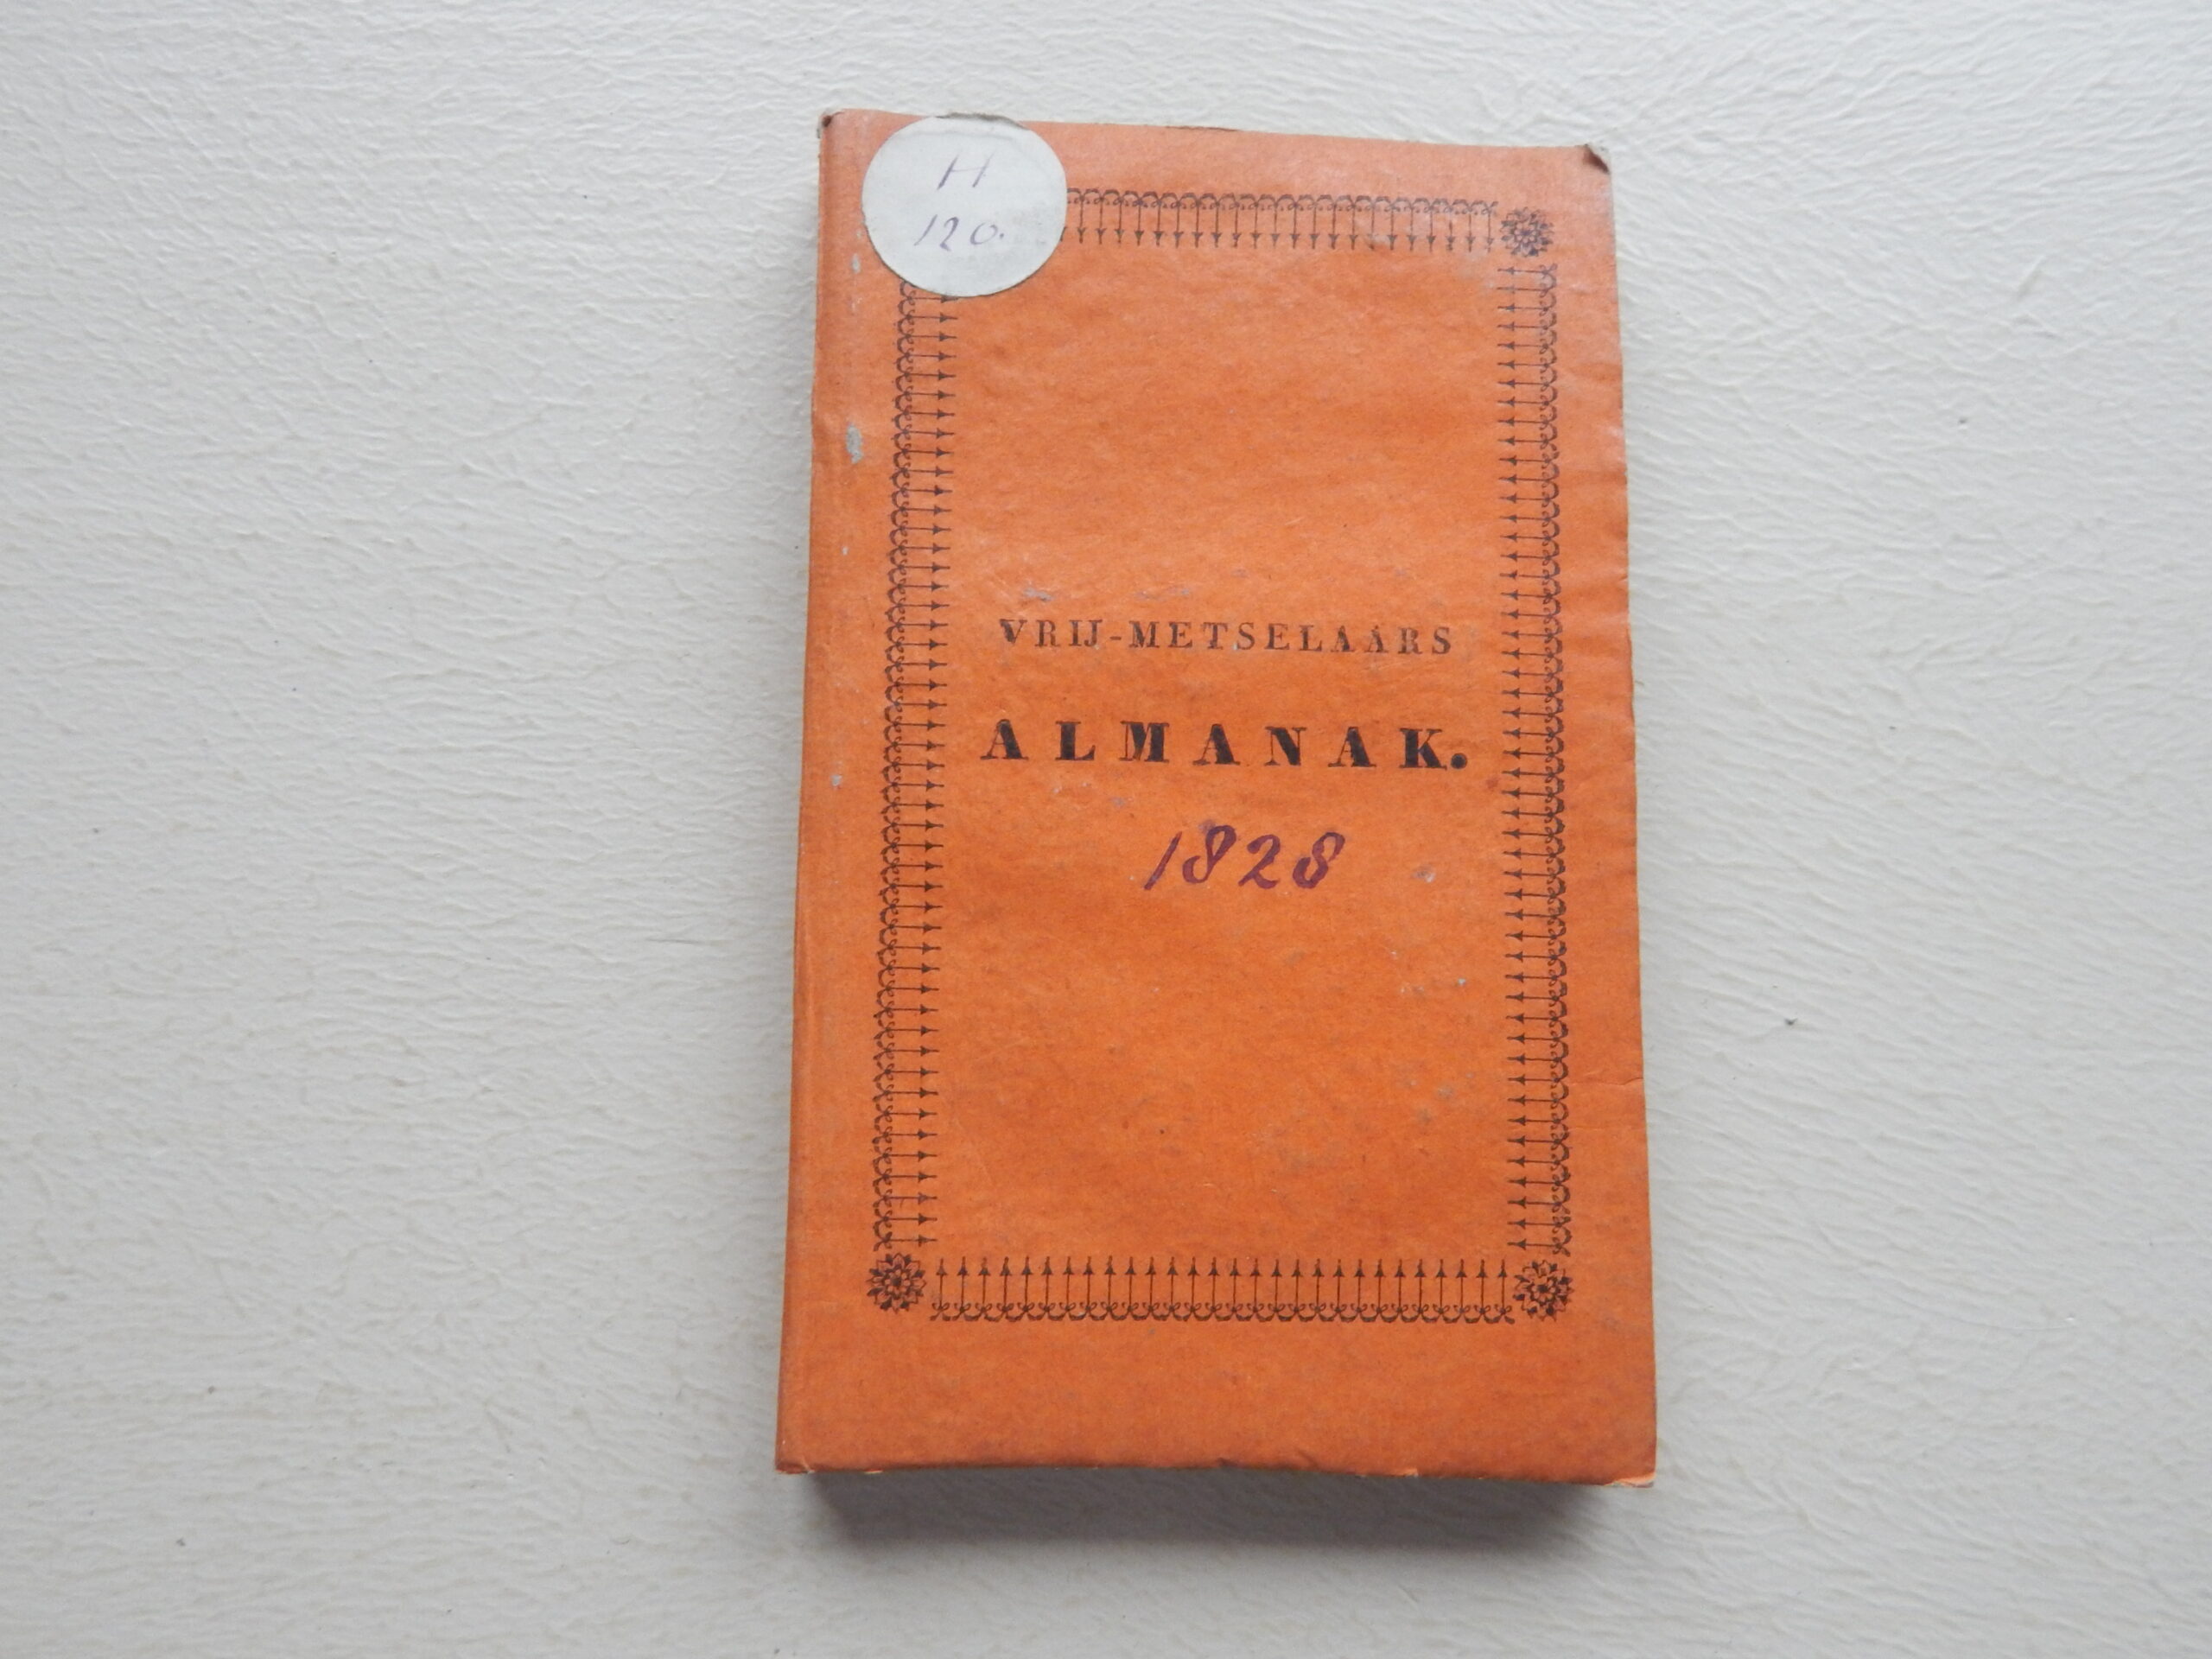 H
120.
VRIJ-METSELAARS
ALMANAK.
1828